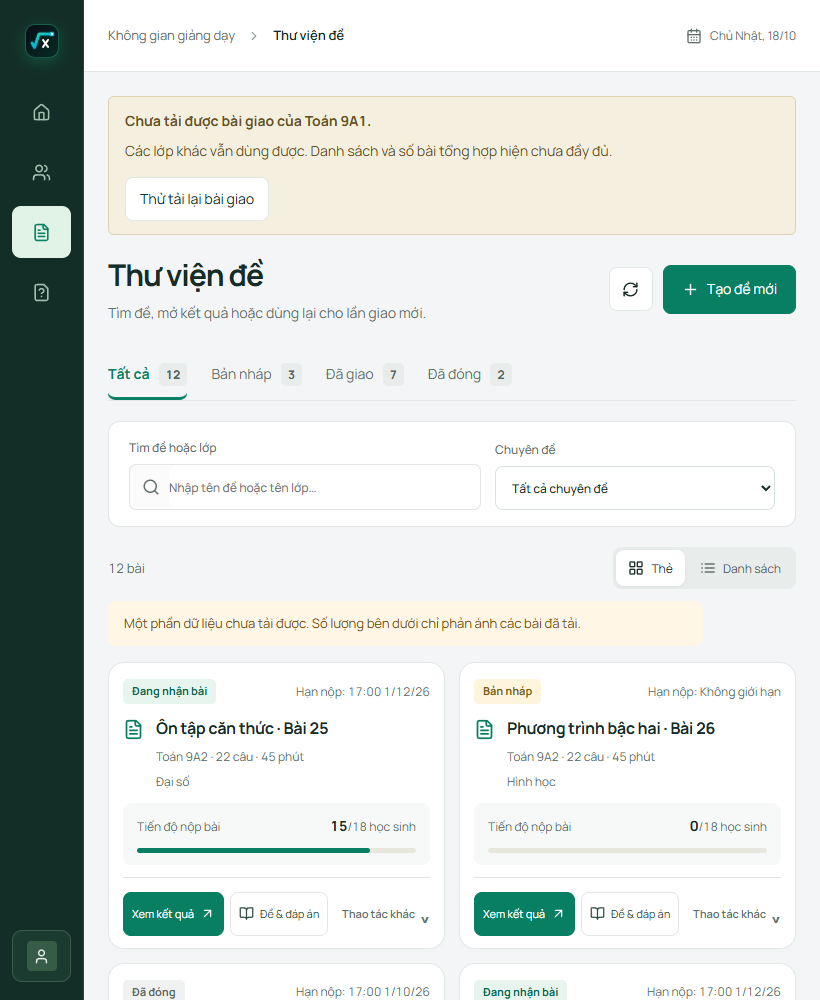 √x
Không gian giảng dạy > Thư viện đề
Chủ Nhật, 18/10
Chưa tải được bài giao của Toán 9A1.
Các lớp khác vẫn dùng được. Danh sách và số bài tổng hợp hiện chưa đầy đủ.
Thử tải lại bài giao
Thư viện đề
Tìm đề, mở kết quả hoặc dùng lại cho lần giao mới.
Tạo đề mới
Tất cả 12 Bản nháp 3 Đã giao 7 Đã đóng 2
Tìm đề hoặc lớp
Nhập tên đề hoặc tên lớp...
Chuyên đề
Tất cả chuyên đề
12 bài
Thẻ Danh sách
Một phần dữ liệu chưa tải được. Số lượng bên dưới chỉ phản ánh các bài đã tải.
Đang nhận bài Hạn nộp: 17:00 1/12/26
Ôn tập căn thức · Bài 25
Toán 9A2 · 22 câu · 45 phút
Đại số
Tiến độ nộp bài 15/18 học sinh
Xem kết quả Đề & đáp án Thao tác khác v
Bản nháp Hạn nộp: Không giới hạn
Phương trình bậc hai · Bài 26
Toán 9A2 · 22 câu · 45 phút
Hình học
Tiến độ nộp bài 0/18 học sinh
Xem kết quả Đề & đáp án Thao tác khác v
Đã đóng Hạn nộp: 17:00 1/10/26
Đang nhận bài Hạn nộp: 17:00 1/12/26